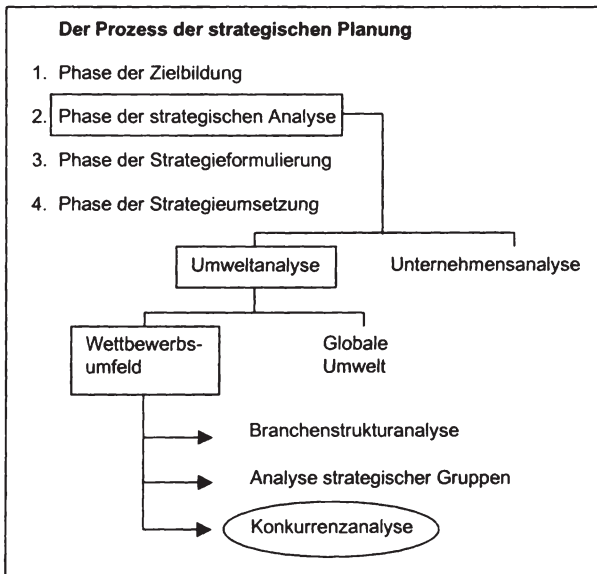 Der Prozess der strategischen Planung
1. Phase der Zielbildung
2. Phase der strategischen Analyse
3. Phase der Strategieformulierung
4. Phase der Strategieumsetzung
Umweltanalyse
Unternehmensanalyse
Wettbewerbs-
umfeld
Globale
Umwelt
Branchenstrukturanalyse
Analyse strategischer Gruppen
Konkurrenzanalyse